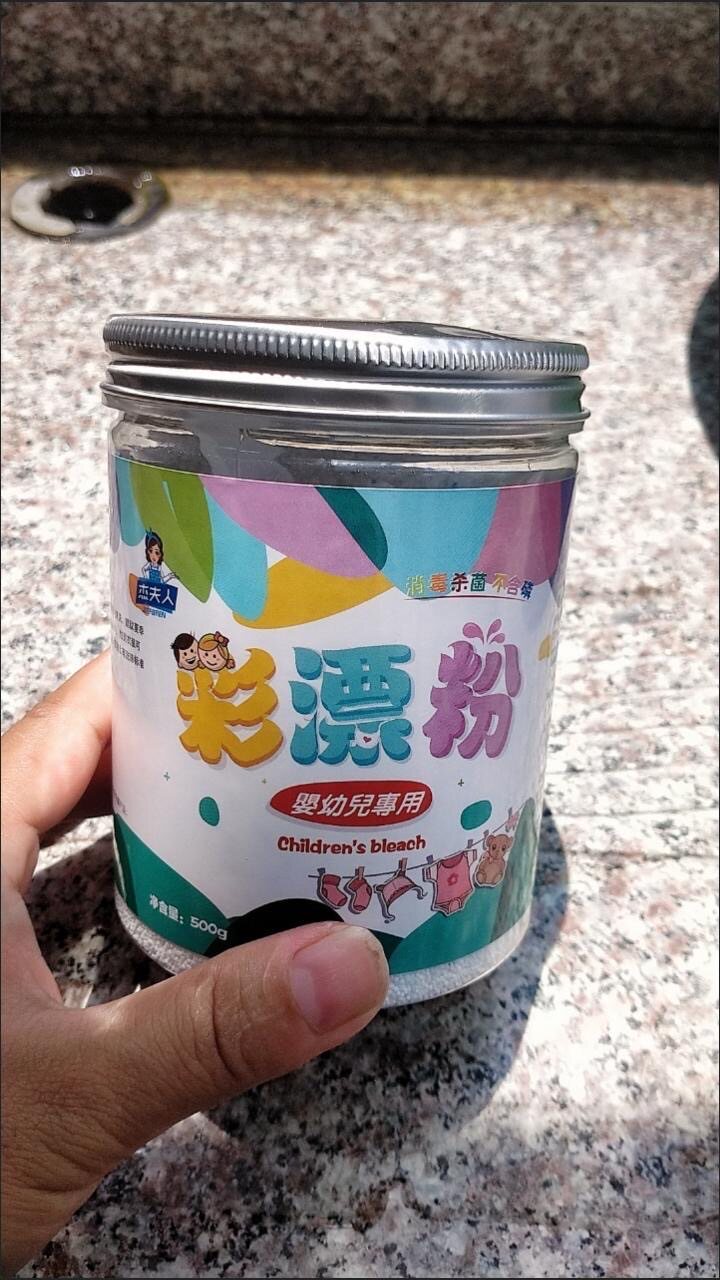 消毒杀菌 不含磷
杰夫人
彩漂粉
嬰幼兒專用
Children's bleach
净含量：500g